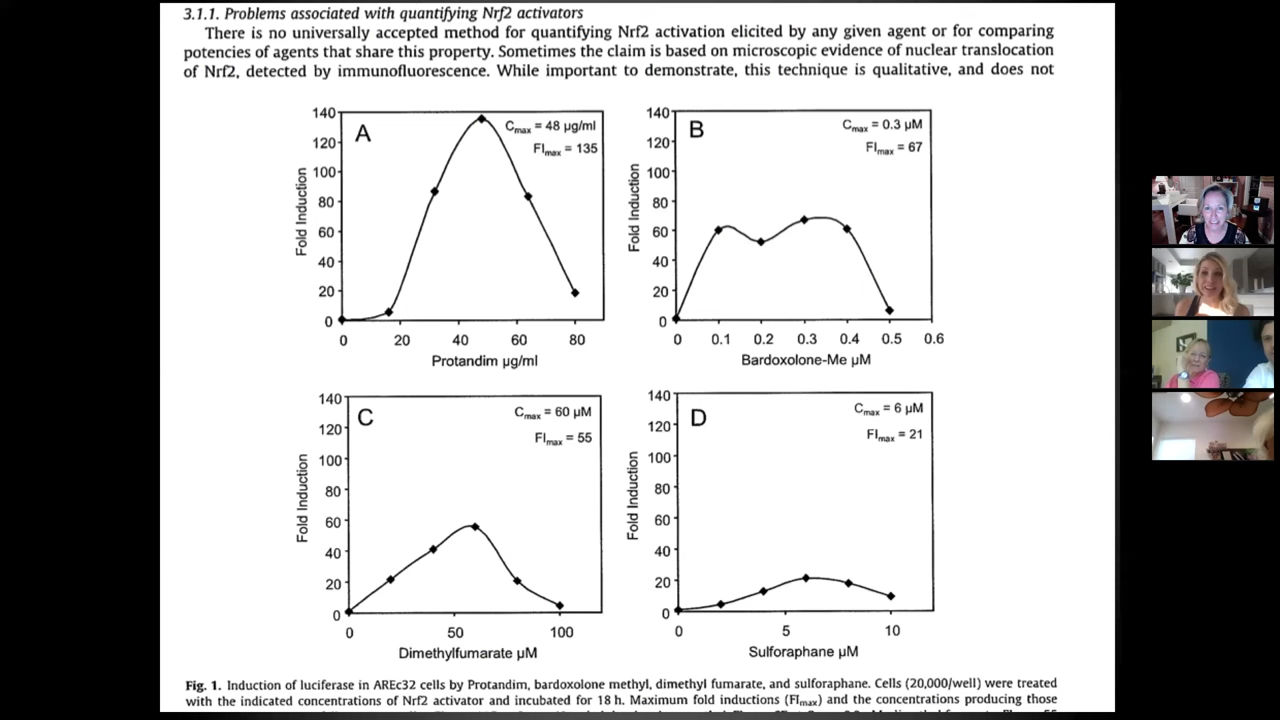 3.1.1. Problems associated with quantifying Nrf2 activators
There is no universally accepted method for quantifying Nrf2 activation elicited by any given agent or for comparing
potencies of agents that share this property. Sometimes the claim is based on microscopic evidence of nuclear translocation
of Nrf2, detected by immunofluorescence. While important to demonstrate, this technique is qualitative, and does not
A
Cmax = 48 µg/ml
FImax = 135
Fold Induction
140
120
100
80
60
40
20
0
0 20 40 60 80
Protandim µg/ml
B
Cmax = 0.3 µM
FImax = 67
Fold Induction
140
120
100
80
60
40
20
0
0 0.1 0.2 0.3 0.4 0.5 0.6
Bardoxolone-Me µM
C
Cmax = 60 µM
FImax = 55
Fold Induction
140
120
100
80
60
40
20
0
0 50 100
Dimethylfumarate µM
D
Cmax = 6 µM
FImax = 21
Fold Induction
140
120
100
80
60
40
20
0
0 5 10
Sulforaphane µM
Fig. 1. Induction of luciferase in AREc32 cells by Protandim, bardoxolone methyl, dimethyl fumarate, and sulforaphane. Cells (20,000/well) were treated
with the indicated concentrations of Nrf2 activator and incubated for 18 h. Maximum fold inductions (FImax) and the concentrations producing those